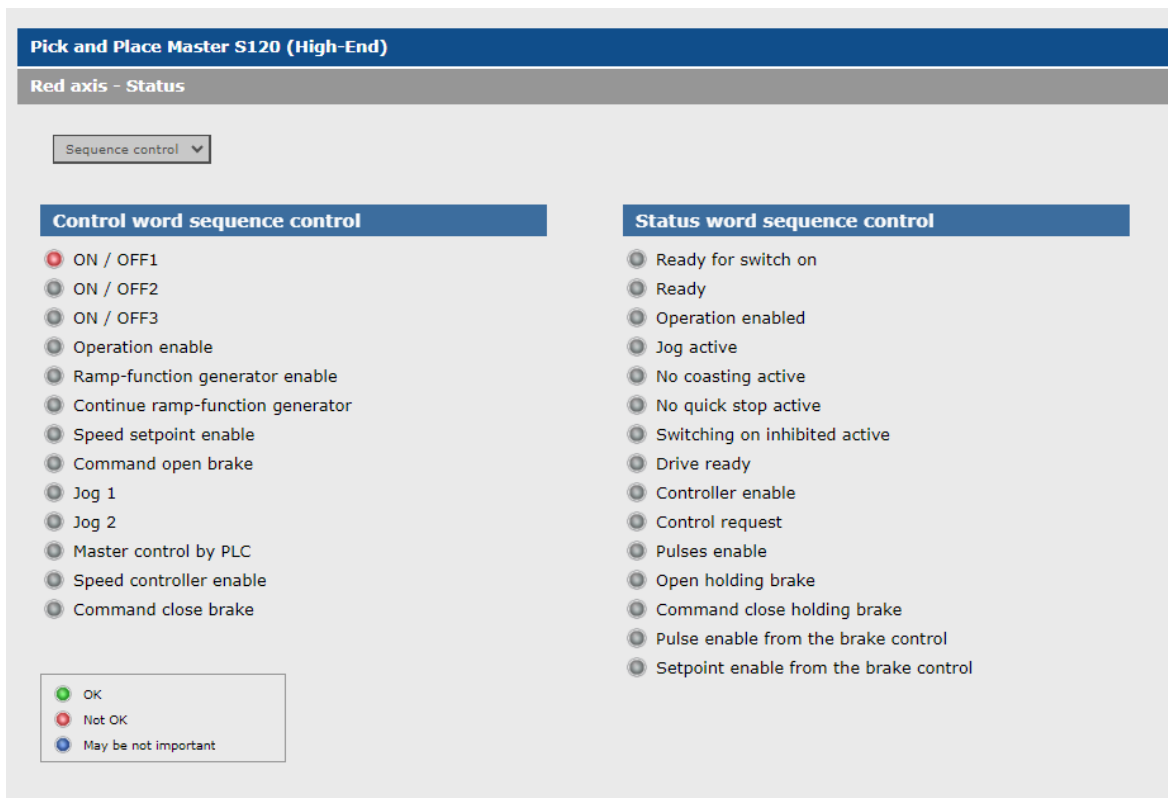 Pick and Place Master S120 (High-End)
Red axis - Status
Sequence control
Control word sequence control
ON / OFF1
ON / OFF2
ON / OFF3
Operation enable
Ramp-function generator enable
Continue ramp-function generator
Speed setpoint enable
Command open brake
Jog 1
Jog 2
Master control by PLC
Speed controller enable
Command close brake
OK
Not OK
May be not important
Status word sequence control
Ready for switch on
Ready
Operation enabled
Jog active
No coasting active
No quick stop active
Switching on inhibited active
Drive ready
Controller enable
Control request
Pulses enable
Open holding brake
Command close holding brake
Pulse enable from the brake control
Setpoint enable from the brake control